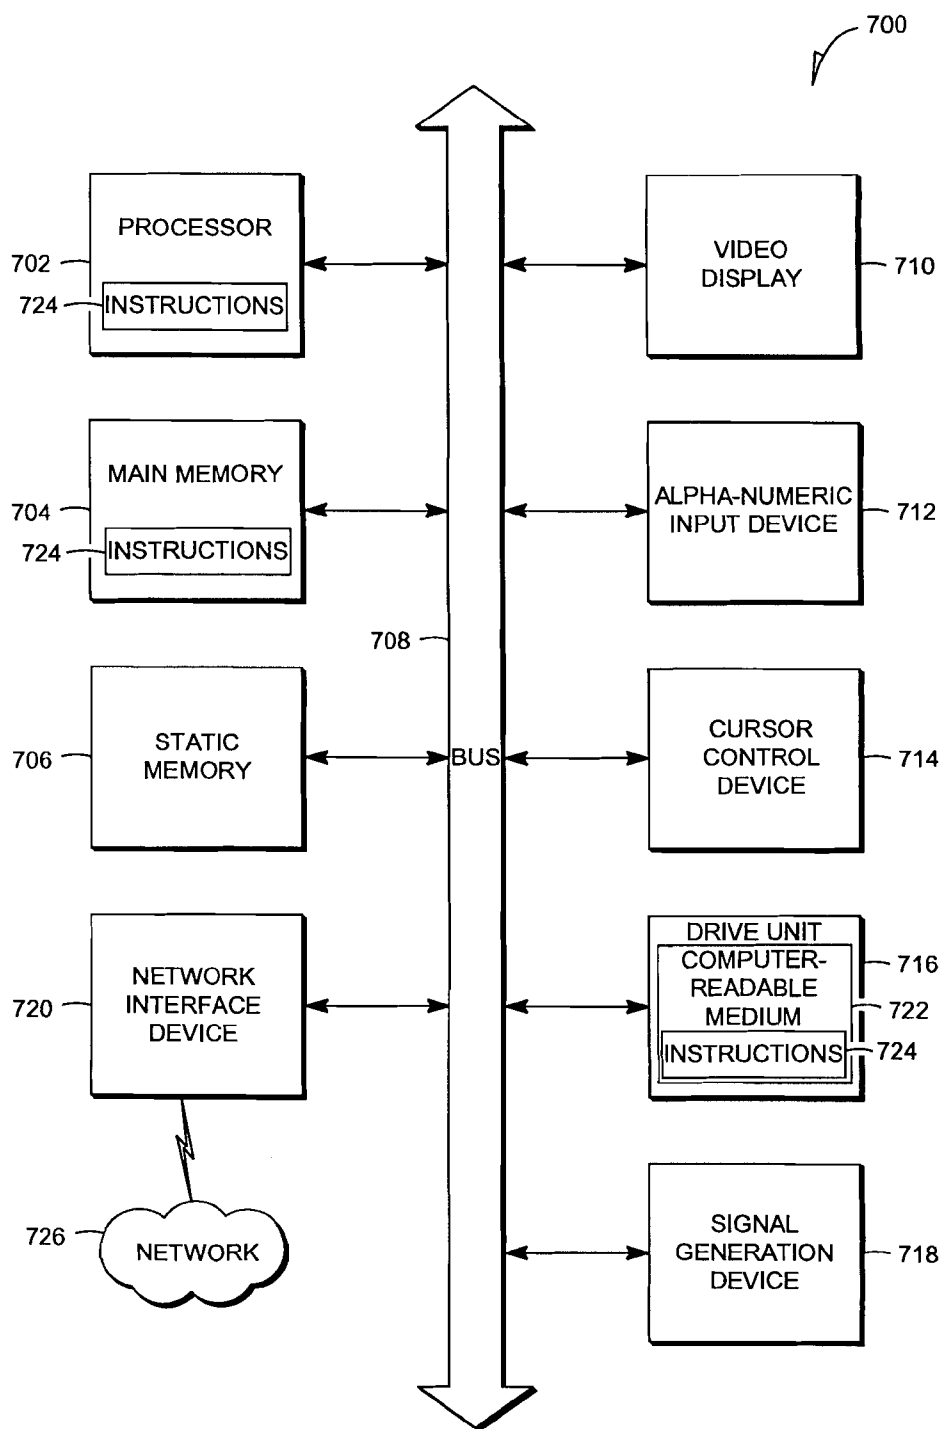 700
PROCESSOR
702
724
INSTRUCTIONS
VIDEO
DISPLAY
710
MAIN MEMORY
704
724
INSTRUCTIONS
ALPHA-NUMERIC
INPUT DEVICE
712
708
STATIC
MEMORY
706
BUS
CURSOR
CONTROL
DEVICE
714
NETWORK
INTERFACE
DEVICE
720
DRIVE UNIT
COMPUTER-
READABLE
MEDIUM
INSTRUCTIONS
716
722
724
726
NETWORK
SIGNAL
GENERATION
DEVICE
718